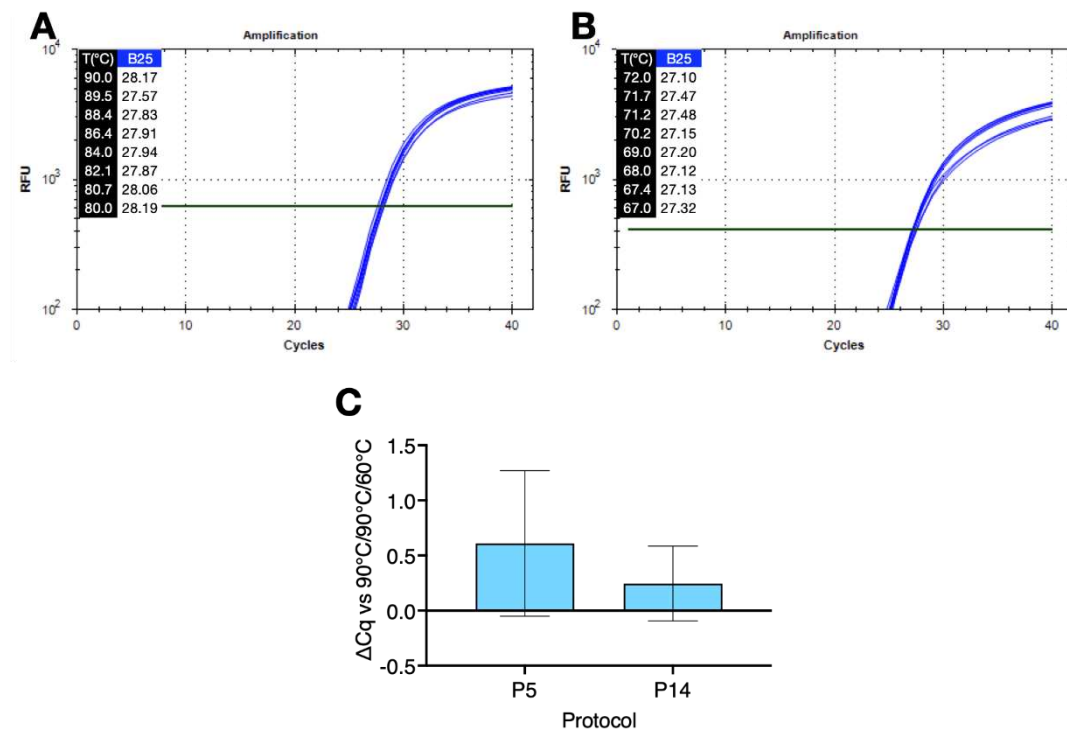 A
Amplification
T(°C) B25
90.0 28.17
89.5 27.57
88.4 27.83
86.4 27.91
84.0 27.94
82.1 27.87
80.7 28.06
80.0 28.19
10^4
10^3
10^2
RFU
0 10 20 30 40
Cycles
B
Amplification
T(°C) B25
72.0 27.10
71.7 27.47
71.2 27.48
70.2 27.15
69.0 27.20
68.0 27.12
67.4 27.13
67.0 27.32
10^4
10^3
10^2
RFU
0 10 20 30 40
Cycles
C
ΔCq vs 90°C/90°C/60°C
1.5
1.0
0.5
0.0
-0.5
P5 P14
Protocol